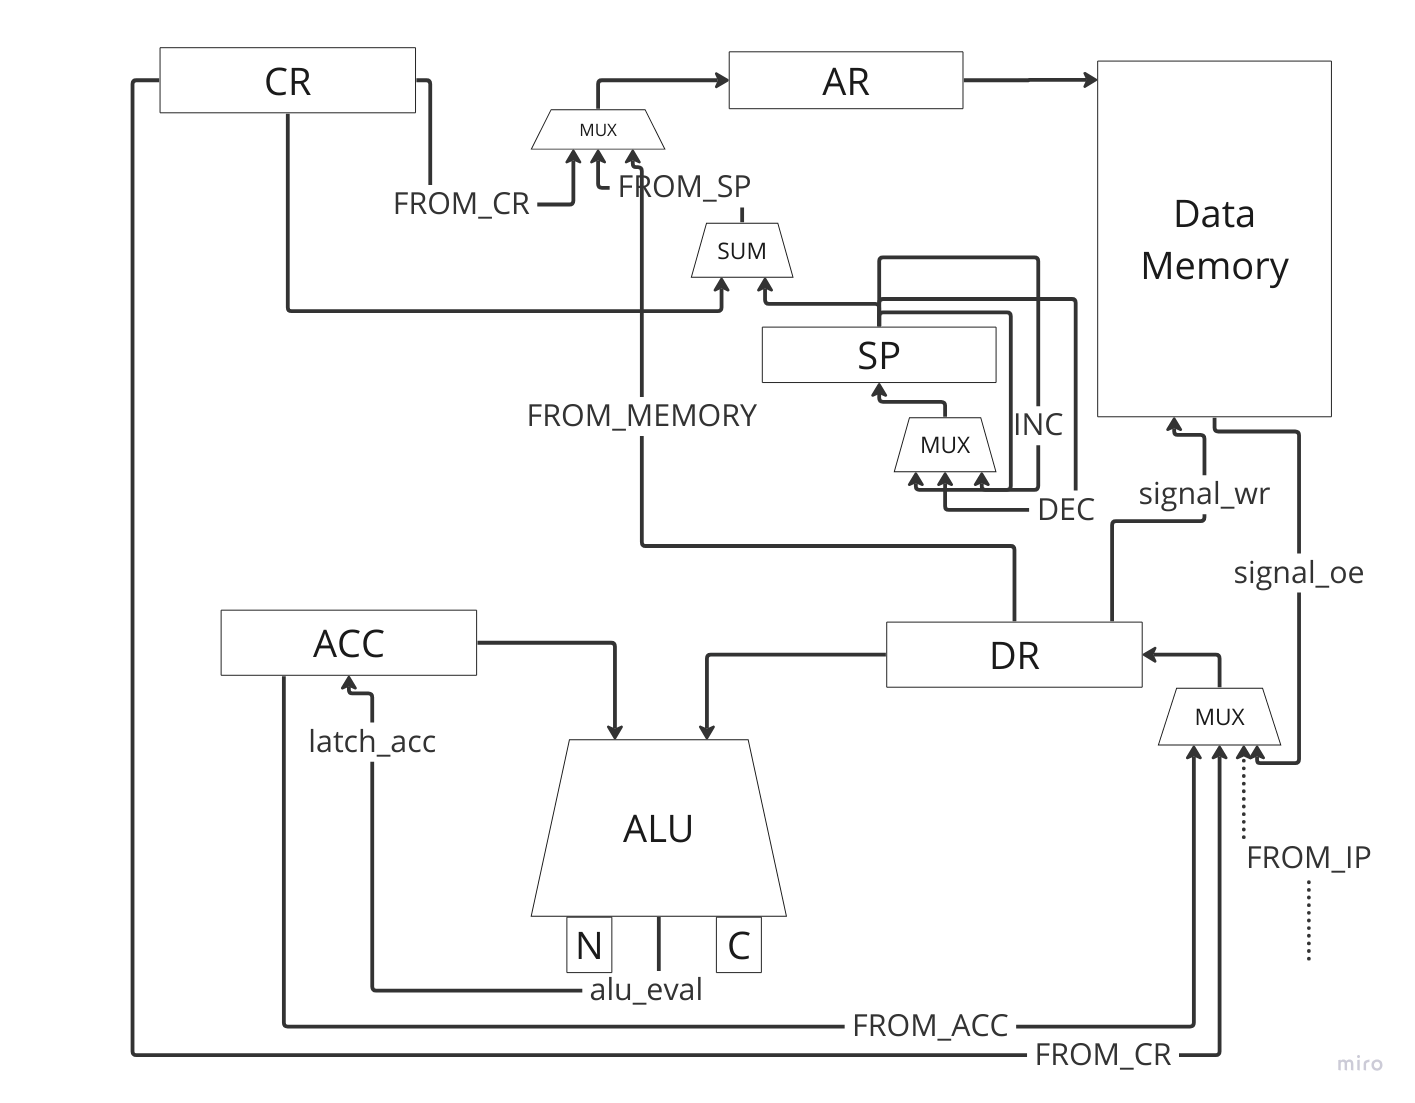 CR
AR
MUX
FROM_SP
FROM_CR
Data
Memory
SUM
SP
FROM_MEMORY
INC
MUX
signal_wr
DEC
signal_oe
ACC
DR
MUX
latch_acc
ALU
FROM_IP
N
C
alu_eval
FROM_ACC
FROM_CR
miro